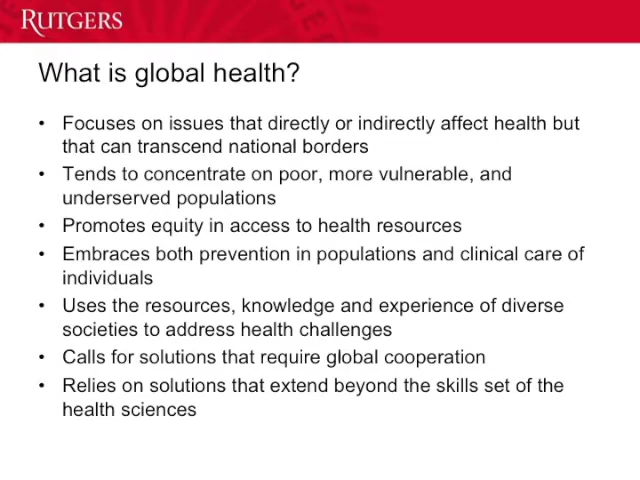 RUTGERS
What is global health?
• Focuses on issues that directly or indirectly affect health but
that can transcend national borders
• Tends to concentrate on poor, more vulnerable, and
underserved populations
• Promotes equity in access to health resources
• Embraces both prevention in populations and clinical care of
individuals
• Uses the resources, knowledge and experience of diverse
societies to address health challenges
• Calls for solutions that require global cooperation
• Relies on solutions that extend beyond the skills set of the
health sciences